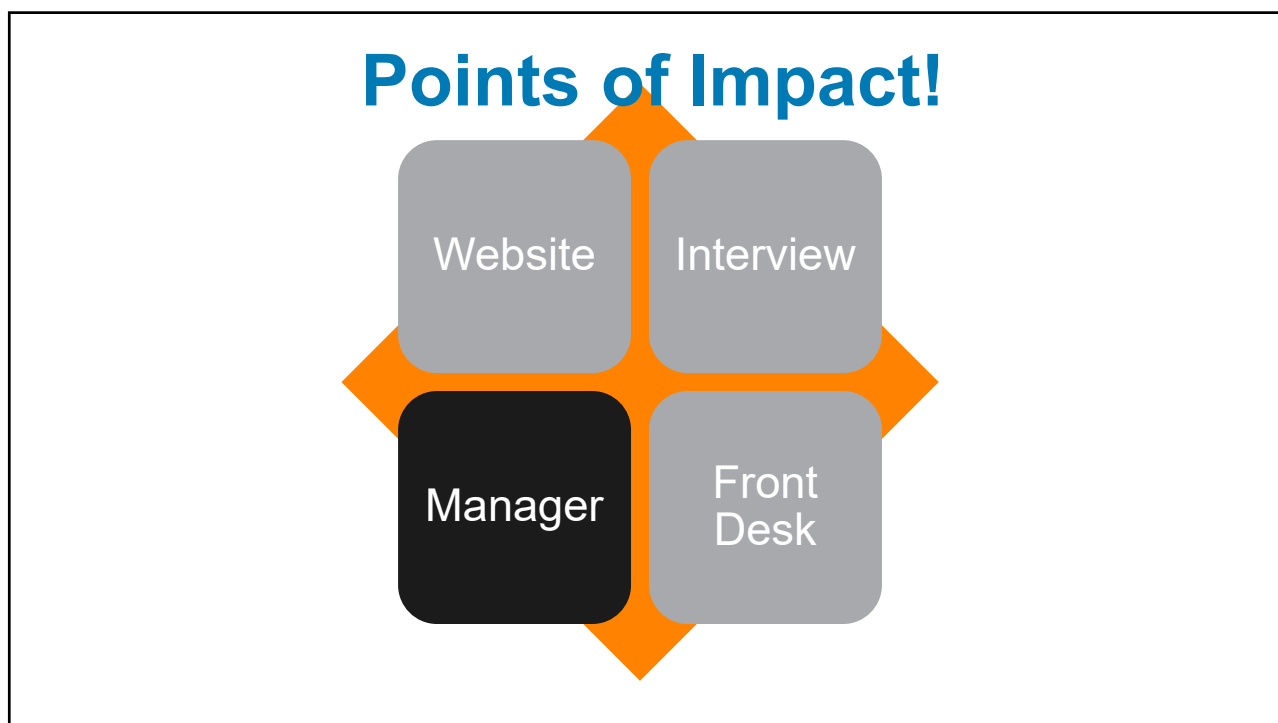 Points of Impact!
Website
Interview
Manager
Front
Desk